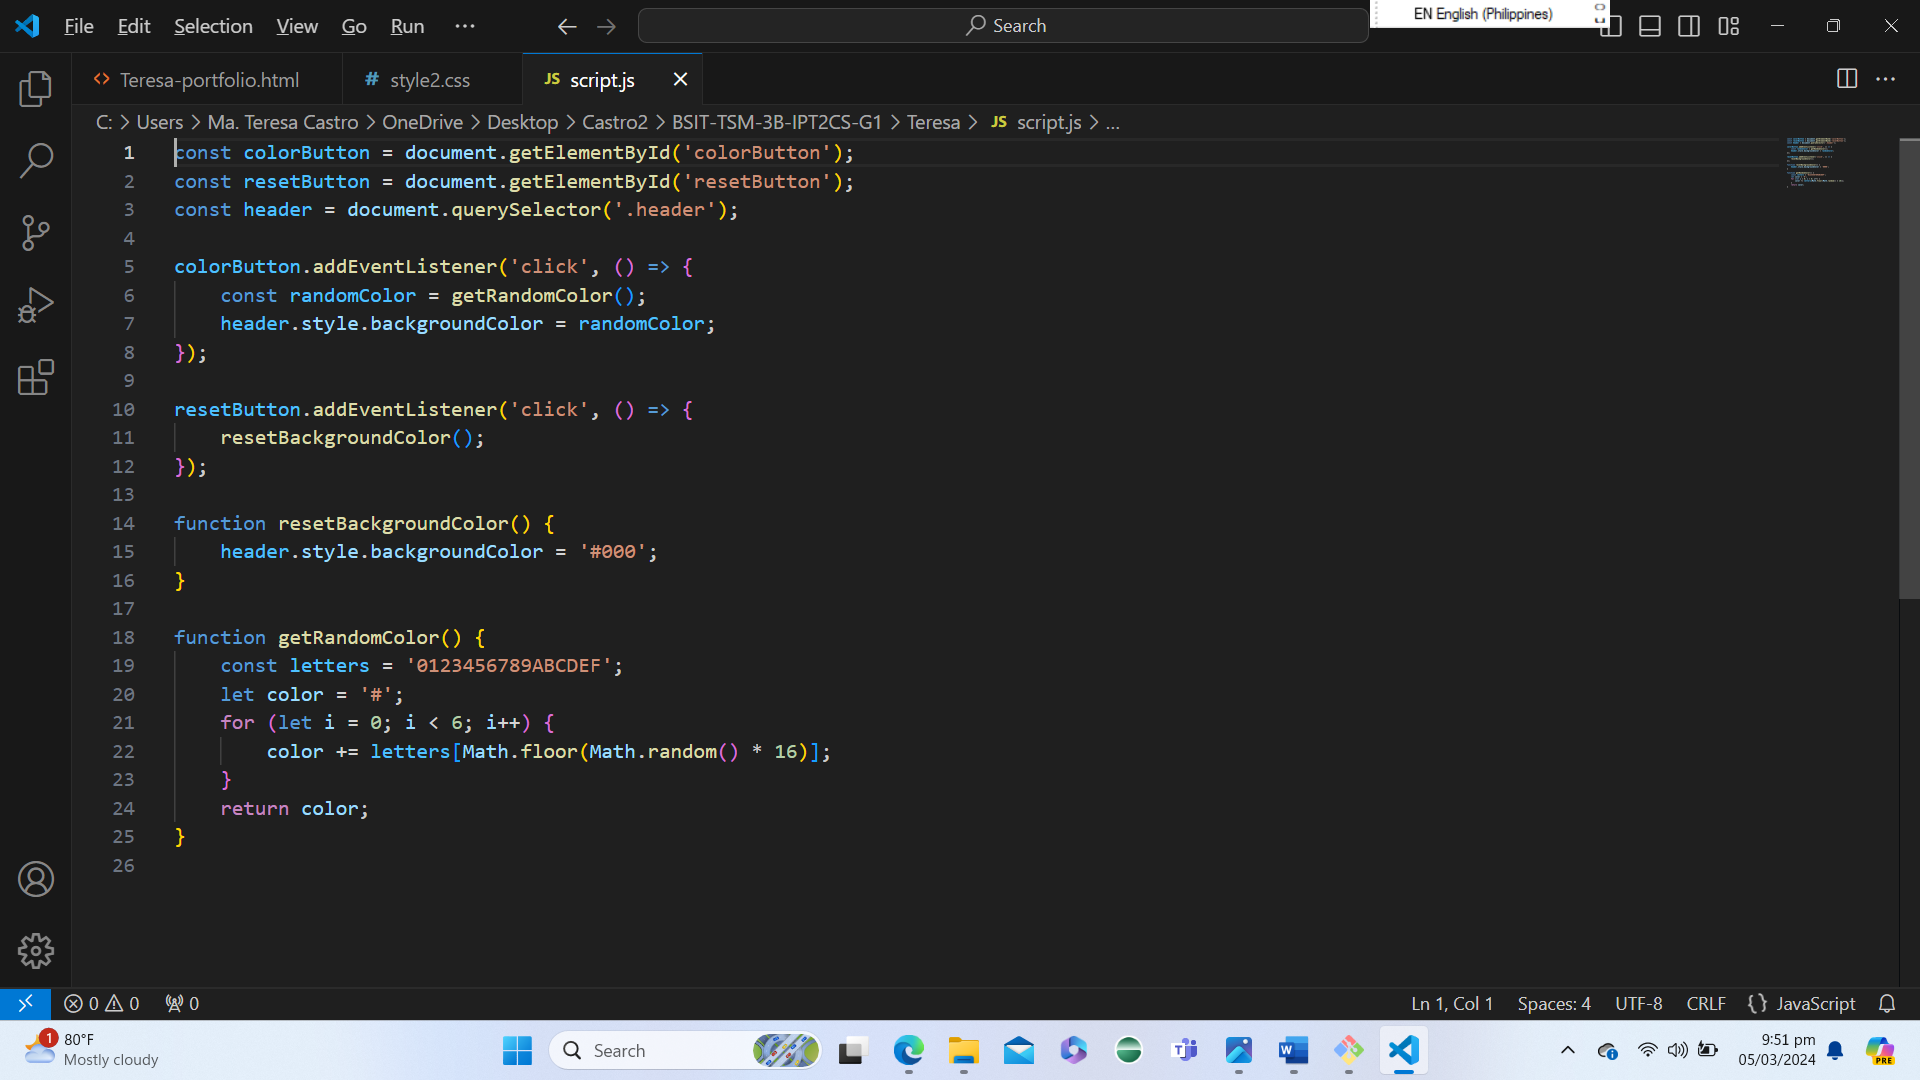 File Edit Selection View Go Run ··· Search EN English (Philippines)
Teresa-portfolio.html # style2.css JS script.js
C: > Users > Ma. Teresa Castro > OneDrive > Desktop > Castro2 > BSIT-TSM-3B-IPT2CS-G1 > Teresa > JS script.js > ...
1 const colorButton = document.getElementById('colorButton');
2 const resetButton = document.getElementById('resetButton');
3 const header = document.querySelector('.header');
4
5 colorButton.addEventListener('click', () => {
6     const randomColor = getRandomColor();
7     header.style.backgroundColor = randomColor;
8 });
9
10 resetButton.addEventListener('click', () => {
11     resetBackgroundColor();
12 });
13
14 function resetBackgroundColor() {
15     header.style.backgroundColor = '#000';
16 }
17
18 function getRandomColor() {
19     const letters = '0123456789ABCDEF';
20     let color = '#';
21     for (let i = 0; i < 6; i++) {
22         color += letters[Math.floor(Math.random() * 16)];
23     }
24     return color;
25 }
26
0 0 0 Ln 1, Col 1 Spaces: 4 UTF-8 CRLF {} JavaScript
1 80°F
Mostly cloudy
Search
9:51 pm
05/03/2024
PRE